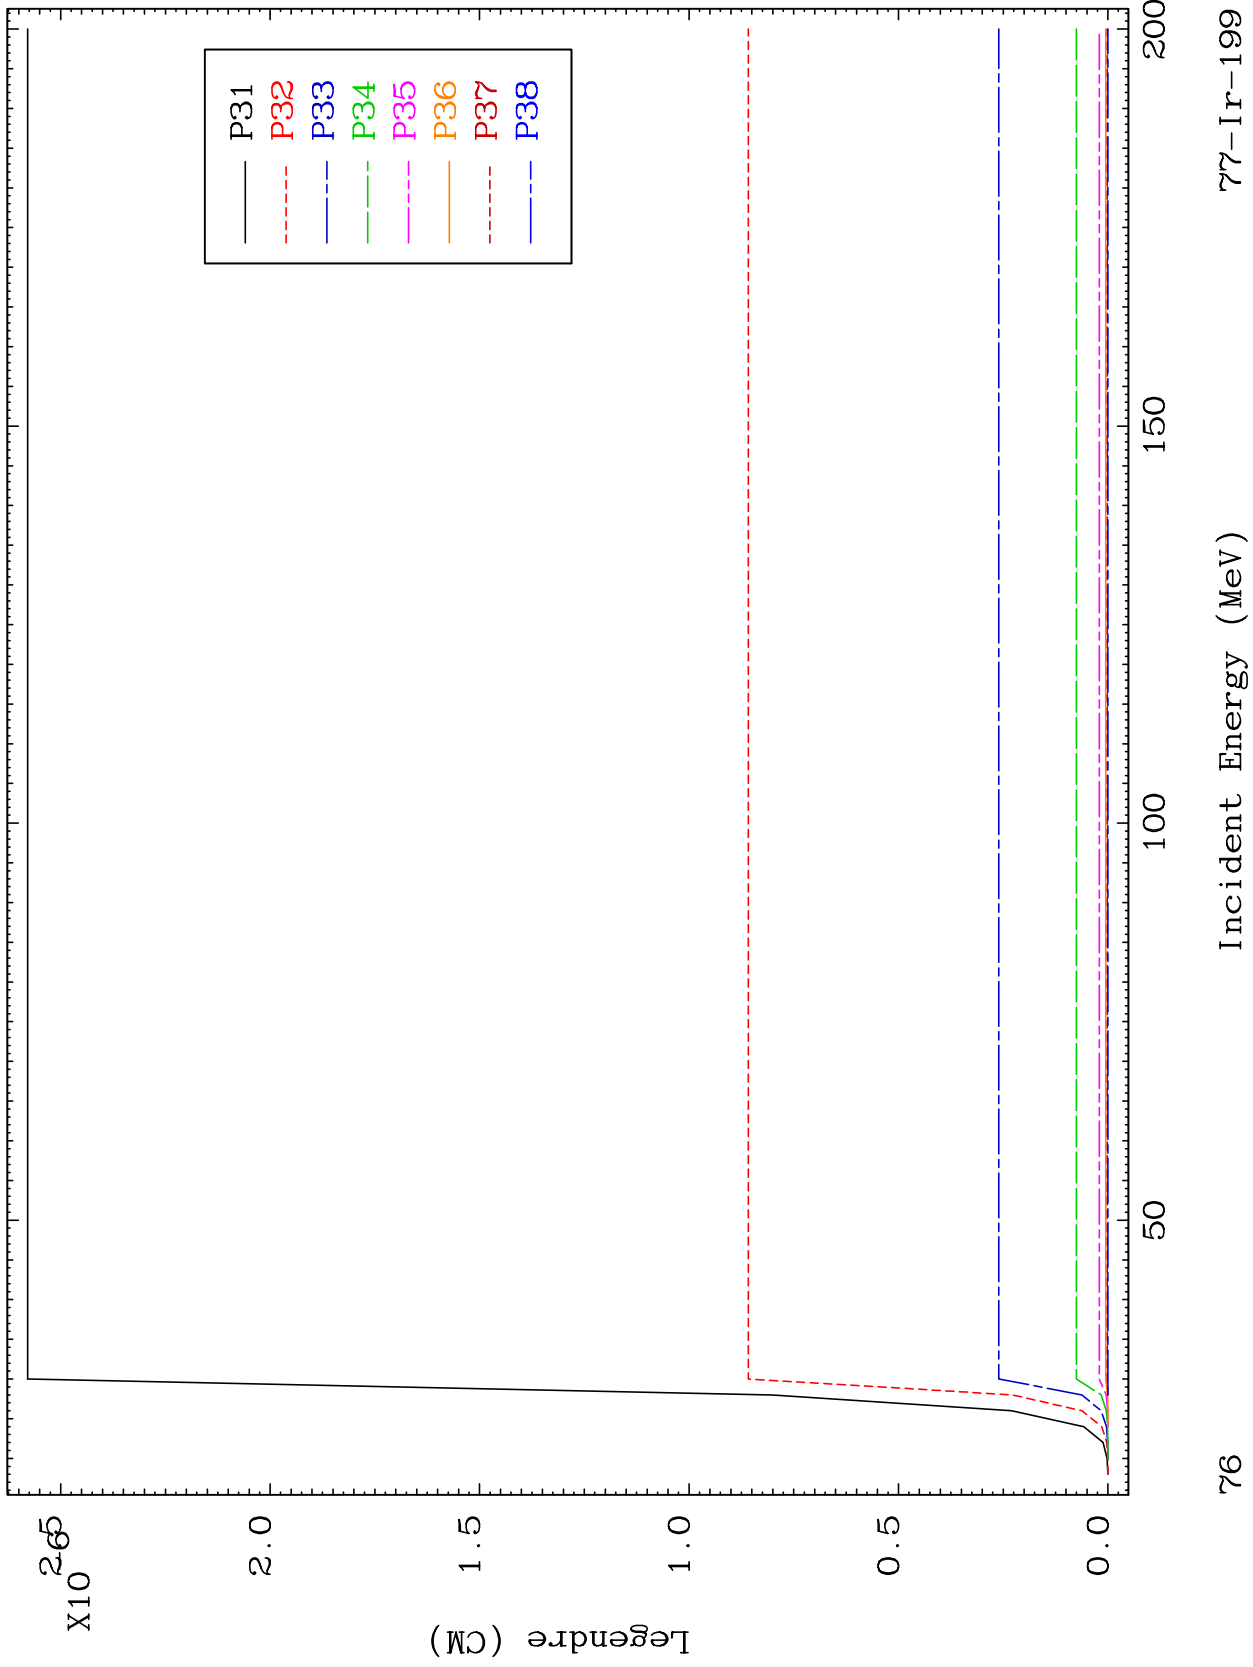 X10
-6
2.5
2.0
1.5
1.0
0.5
0.0
Legendre (CM)
P31
P32
P33
P34
P35
P36
P37
P38
50
100
150
200
Incident Energy (MeV)
76
77-Ir-199